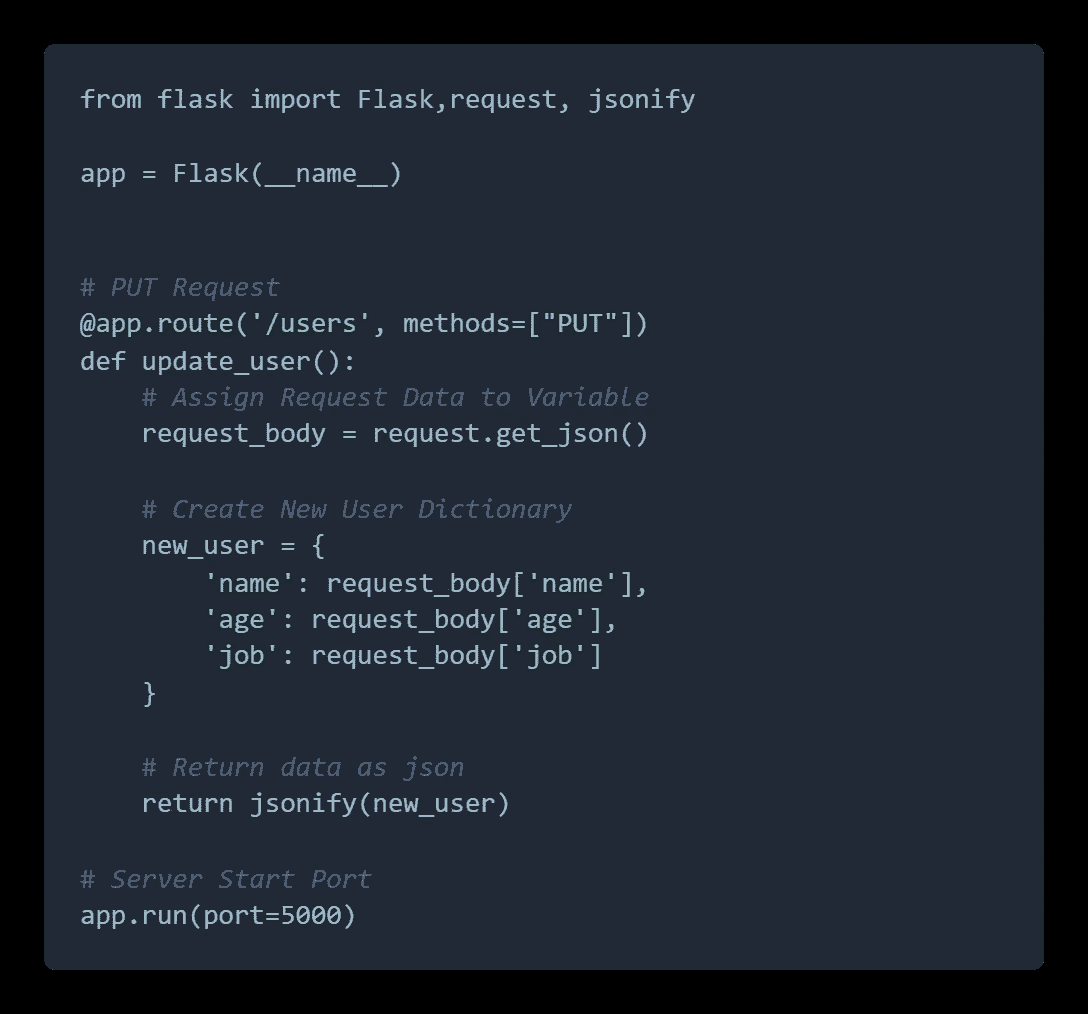 from flask import Flask,request, jsonify
app = Flask(__name__)
# PUT Request
@app.route('/users', methods=["PUT"])
def update_user():
    # Assign Request Data to Variable
    request_body = request.get_json()
    # Create New User Dictionary
    new_user = {
        'name': request_body['name'],
        'age': request_body['age'],
        'job': request_body['job']
    }
    # Return data as json
    return jsonify(new_user)
# Server Start Port
app.run(port=5000)